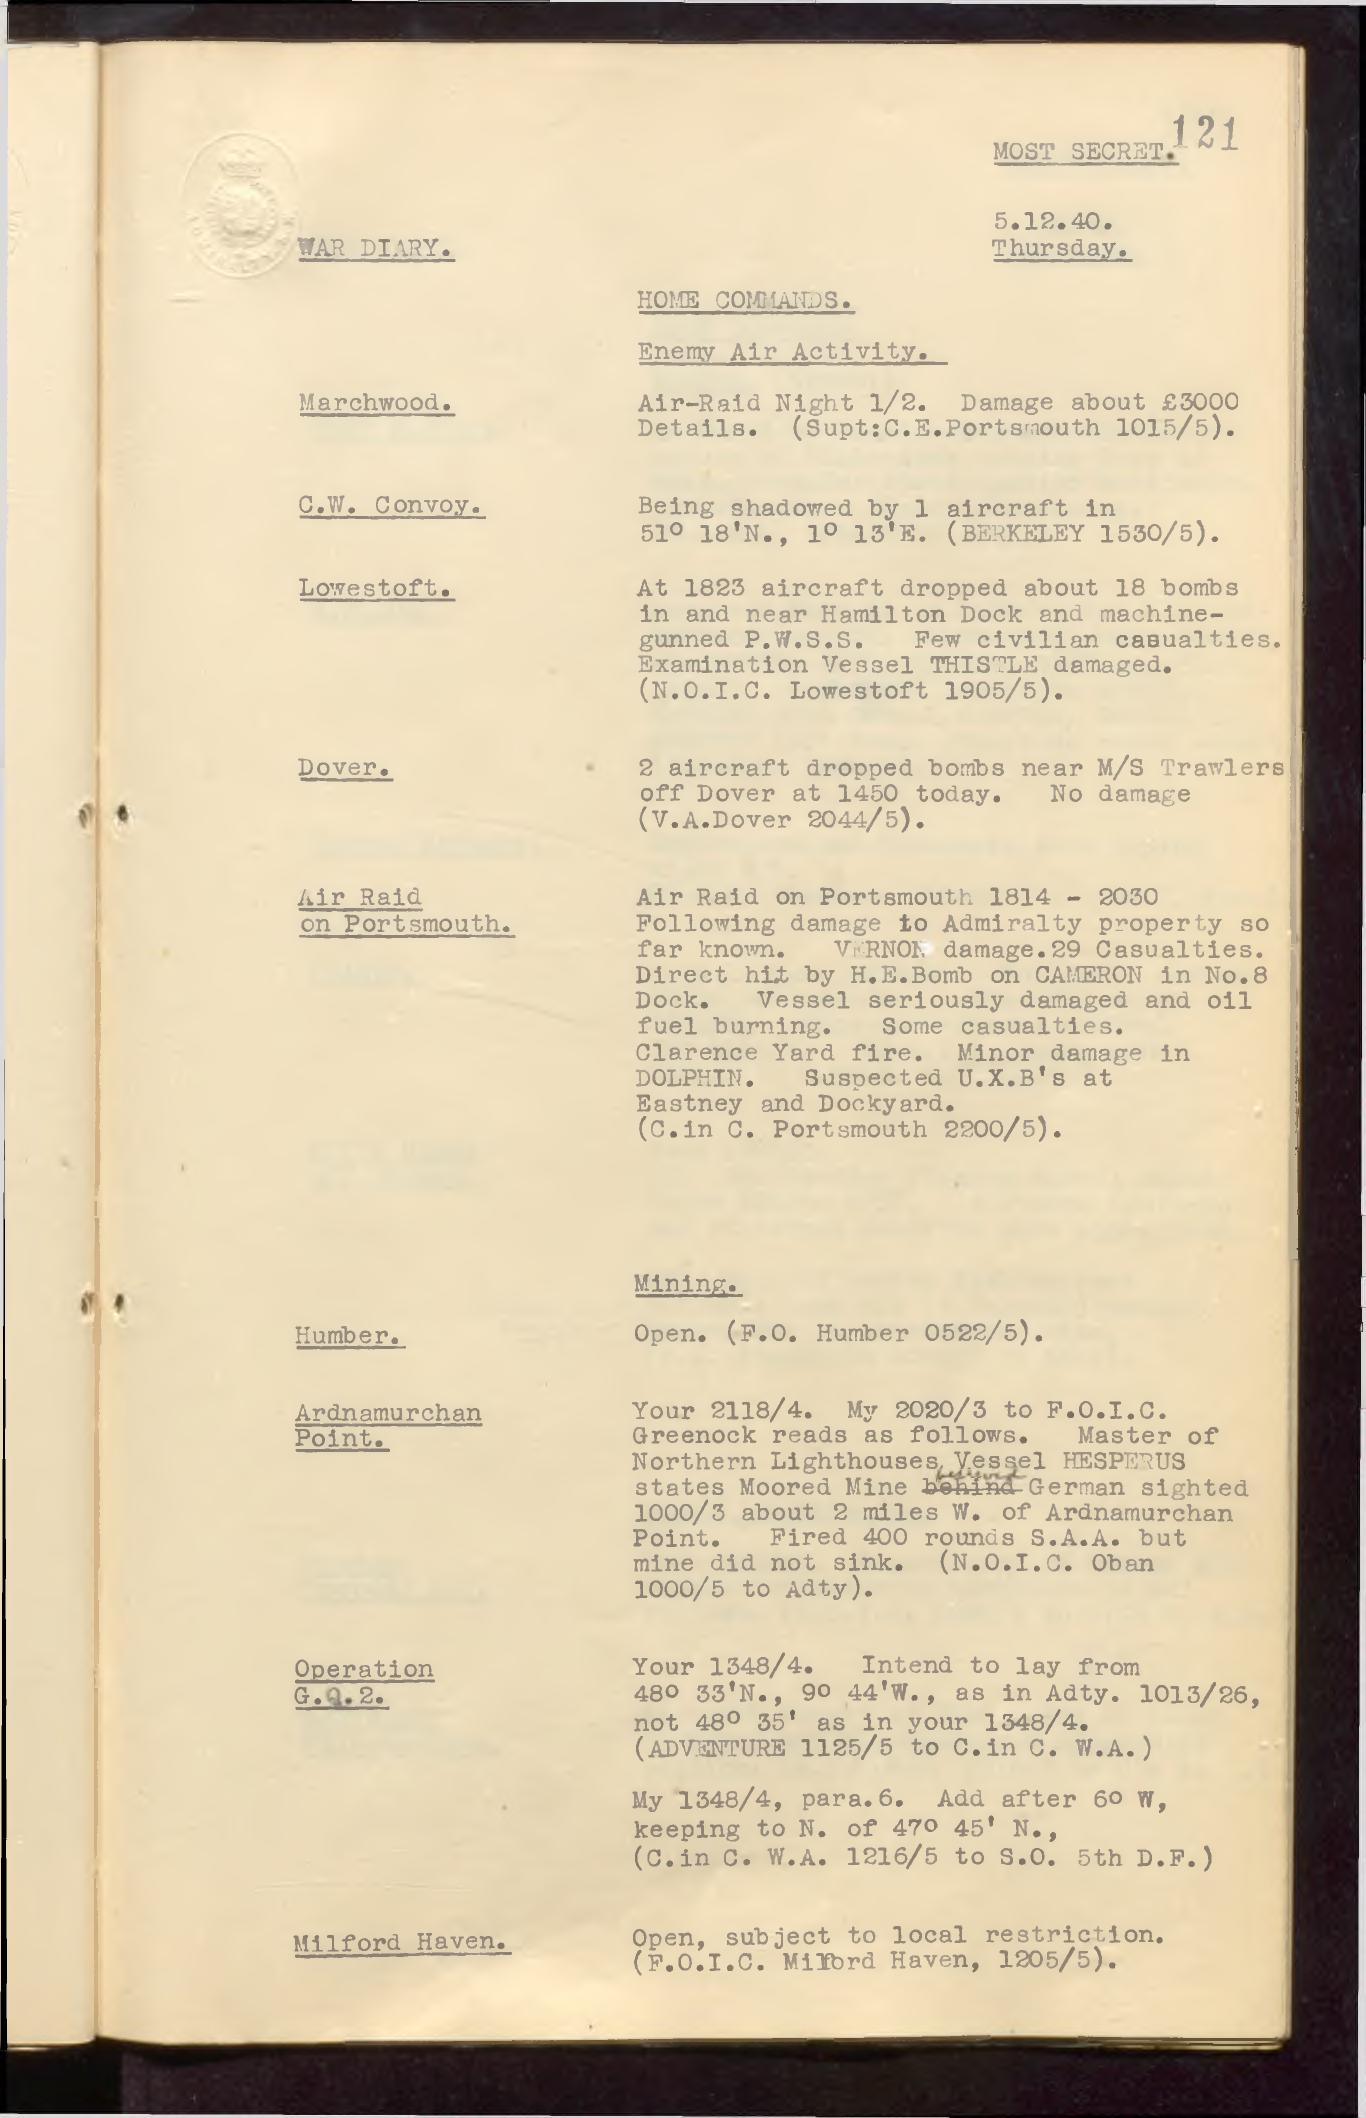 121
MOST SECRET.
5.12.40.
WAR DIARY.
Thursday.
HOME COMMANDS.
Enemy Air Activity.
Marchwood.
Air-Raid Night 1/2. Damage about £3000
Details. (Supt:C.E.Portsmouth 1015/5).
C.W. Convoy.
Being shadowed by 1 aircraft in
51° 18'N., 1° 13'E. (BERKELEY 1530/5).
Lowestoft.
At 1823 aircraft dropped about 18 bombs
in and near Hamilton Dock and machine-
gunned P.W.S.S. Few civilian casualties.
Examination Vessel THISTLE damaged.
(N.O.I.C. Lowestoft 1905/5).
Dover.
2 aircraft dropped bombs near M/S Trawlers
off Dover at 1450 today. No damage
(V.A.Dover 2044/5).
Air Raid
on Portsmouth.
Air Raid on Portsmouth 1814 - 2030
Following damage to Admiralty property so
far known. VERNON damage.29 Casualties.
Direct hit by H.E.Bomb on CAMERON in No.8
Dock. Vessel seriously damaged and oil
fuel burning. Some casualties.
Clarence Yard fire. Minor damage in
DOLPHIN. Suspected U.X.B's at
Eastney and Dockyard.
(C.in C. Portsmouth 2200/5).
Mining.
Humber.
Open. (F.O. Humber 0522/5).
Ardnamurchan
Point.
Your 2118/4. My 2020/3 to F.O.I.C.
Greenock reads as follows. Master of
Northern Lighthouses Vessel HESPERUS
believed
states Moored Mine behind German sighted
1000/3 about 2 miles W. of Ardnamurchan
Point. Fired 400 rounds S.A.A. but
mine did not sink. (N.O.I.C. Oban
1000/5 to Adty).
Operation
G.Q.2.
Your 1348/4. Intend to lay from
48° 33'N., 9° 44'W., as in Adty. 1013/26,
not 48° 35' as in your 1348/4.
(ADVENTURE 1125/5 to C.in C. W.A.)
My 1348/4, para.6. Add after 6° W,
keeping to N. of 47° 45' N.,
(C.in C. W.A. 1216/5 to S.O. 5th D.F.)
Milford Haven.
Open, subject to local restriction.
(F.O.I.C. Milford Haven, 1205/5).